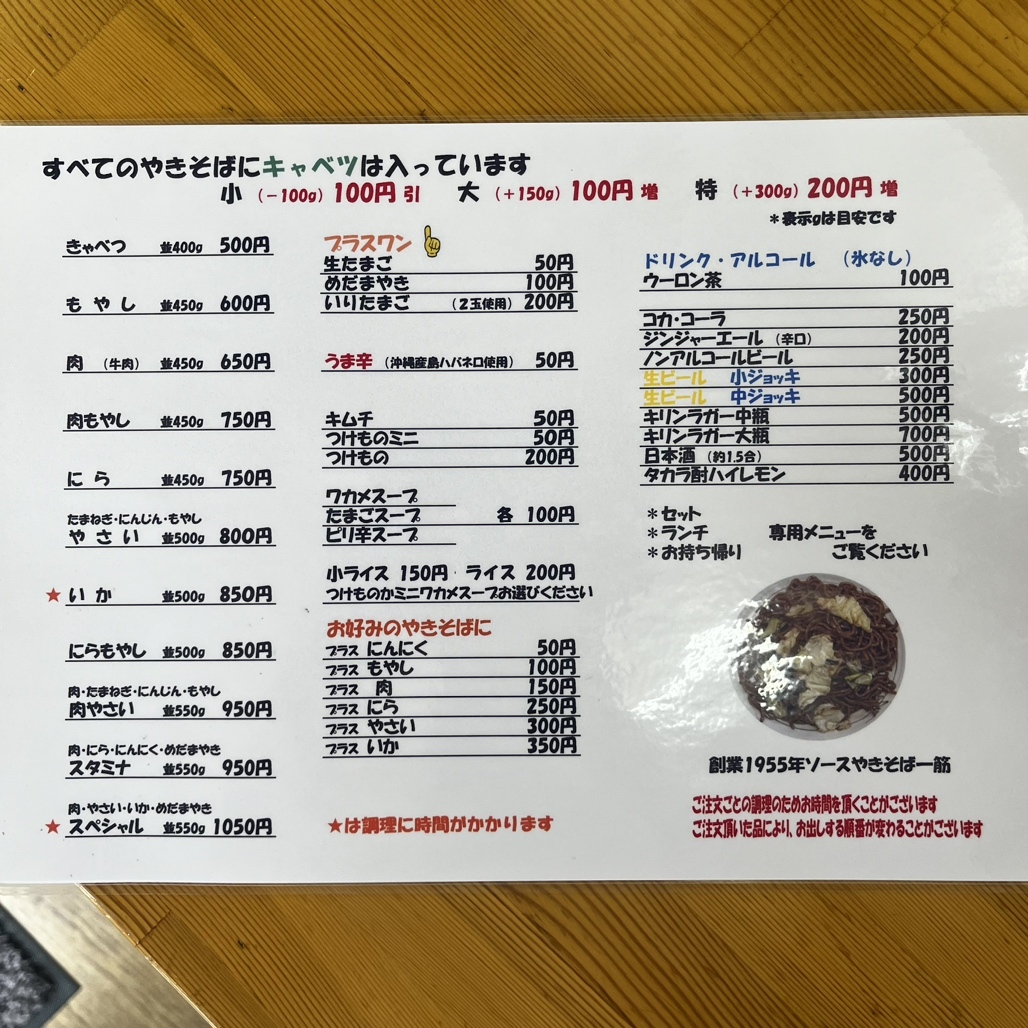 すべてのやきそばにキャベツは入っています
小 (-100g) 100円 引 大 (+150g) 100円 増 特 (+300g) 200円 増
*表示gは目安です
きゃべつ 並400g 500円
もやし 並450g 600円
肉 (牛肉) 並450g 650円
肉もやし 並450g 750円
にら 並450g 750円
たまねぎ・にんじん・もやし
やさい 並500g 800円
★いか 並500g 850円
にらもやし 並500g 850円
肉・たまねぎ・にんじん・もやし
肉やさい 並550g 950円
肉・にら・にんにく・めだまやき
スタミナ 並550g 950円
肉・やさい・いか・めだまやき
★スペシャル 並550g 1050円
プラスワン
生たまご 50円
めだまやき 100円
いりたまご (2玉使用) 200円
うま辛 (沖縄産島ハバネロ使用) 50円
キムチ 50円
つけものミニ 50円
つけもの 200円
ワカメスープ
たまごスープ 各 100円
ピリ辛スープ
小ライス 150円 ライス 200円
つけものかミニワカメスープお選びください
お好みのやきそばに
プラス にんにく 50円
プラス もやし 100円
プラス 肉 150円
プラス にら 250円
プラス やさい 300円
プラス いか 350円
★は調理に時間がかかります
ドリンク・アルコール (氷なし)
ウーロン茶 100円
コカ・コーラ 250円
ジンジャーエール (辛口) 200円
ノンアルコールビール 250円
生ビール 小ジョッキ 300円
生ビール 中ジョッキ 500円
キリンラガー中瓶 500円
キリンラガー大瓶 700円
日本酒 (約1.5合) 500円
タカラ酎ハイレモン 400円
*セット
*ランチ 専用メニューを
*お持ち帰り ご覧ください
創業1955年ソースやきそば一筋
ご注文ごとの調理のためお時間を頂くことがございます
ご注文頂いた品により、お出しする順番が変わることがございます